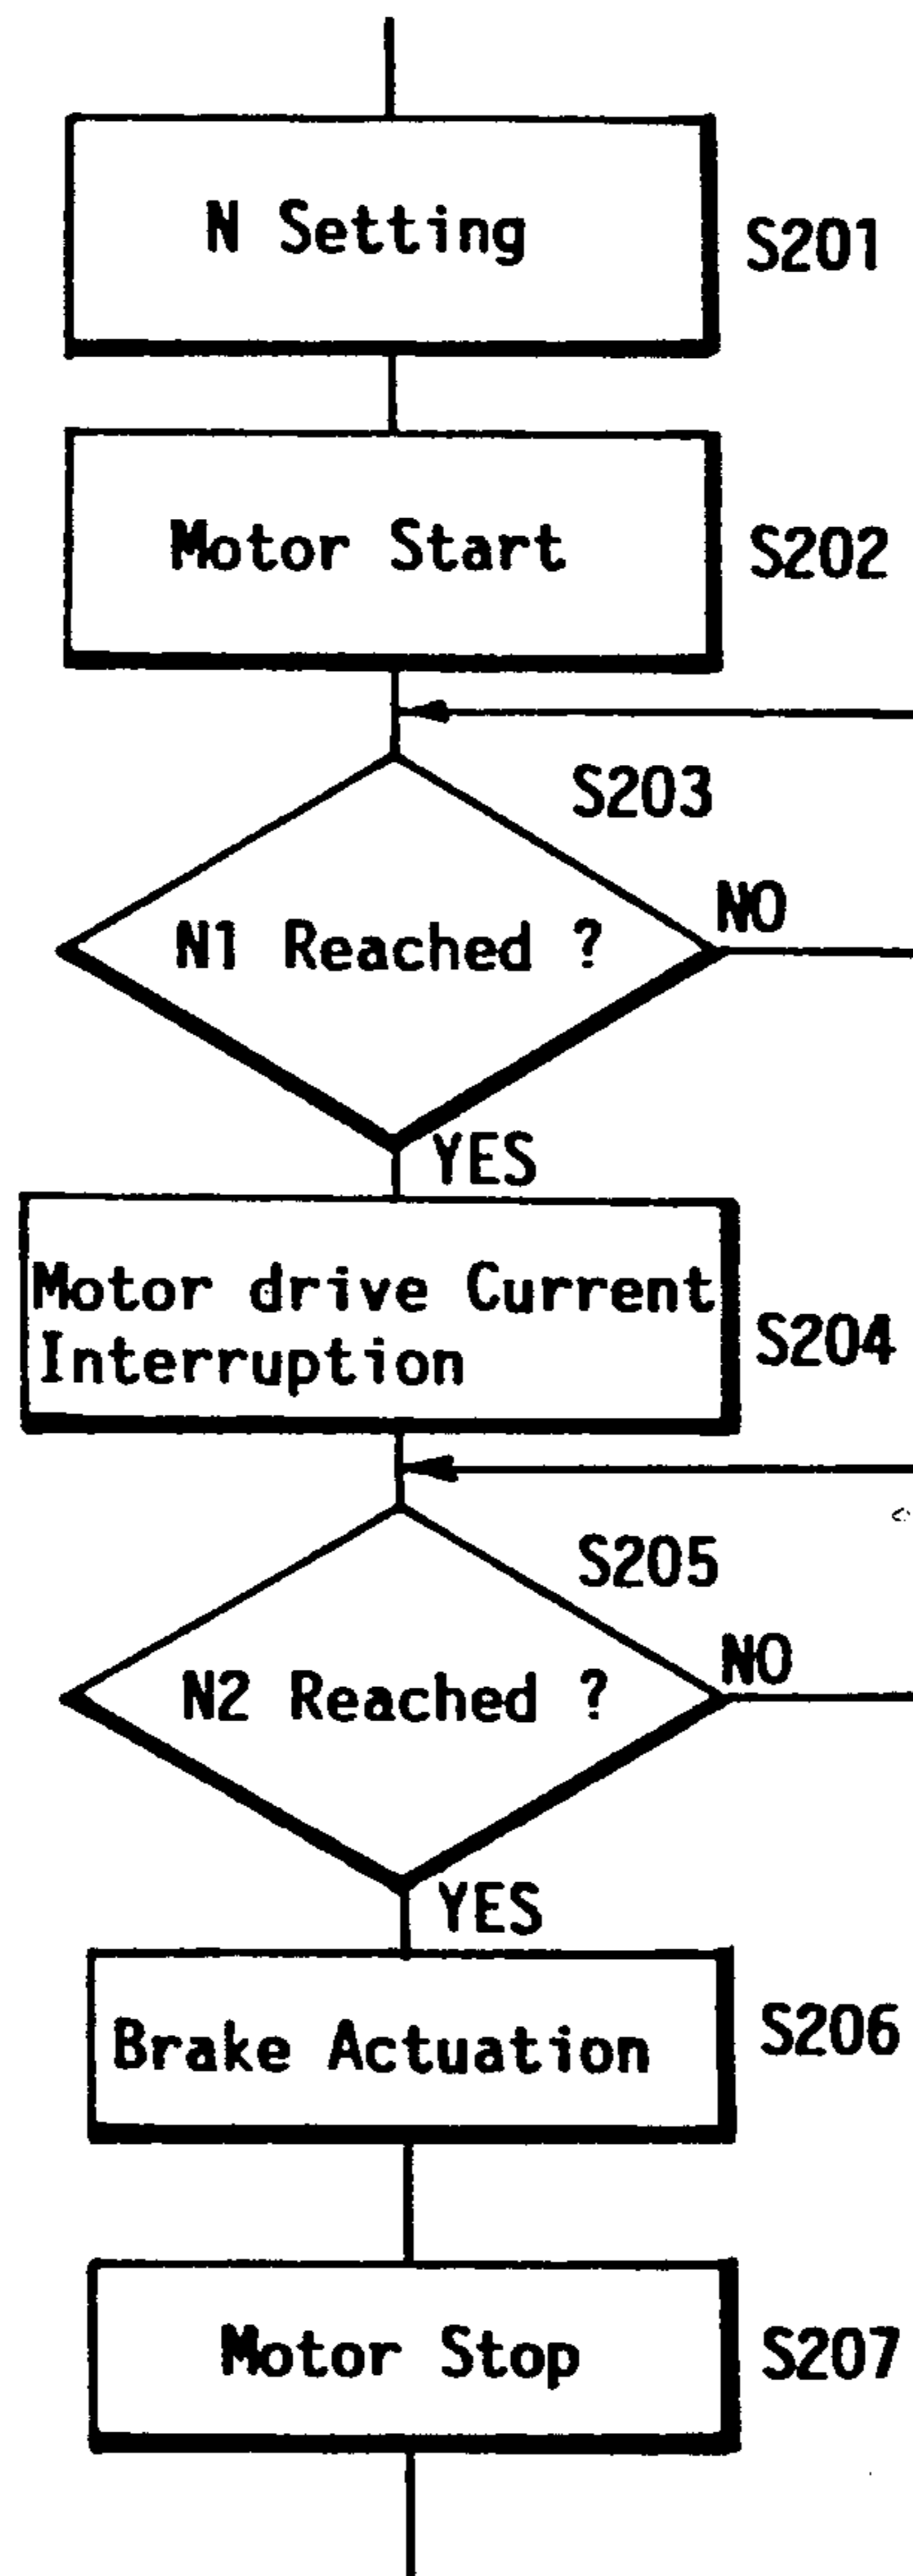 N Setting
S201
Motor Start
S202
S203
N1 Reached ?
NO
YES
Motor drive Current
Interruption
S204
S205
N2 Reached ?
NO
YES
Brake Actuation
S206
Motor Stop
S207